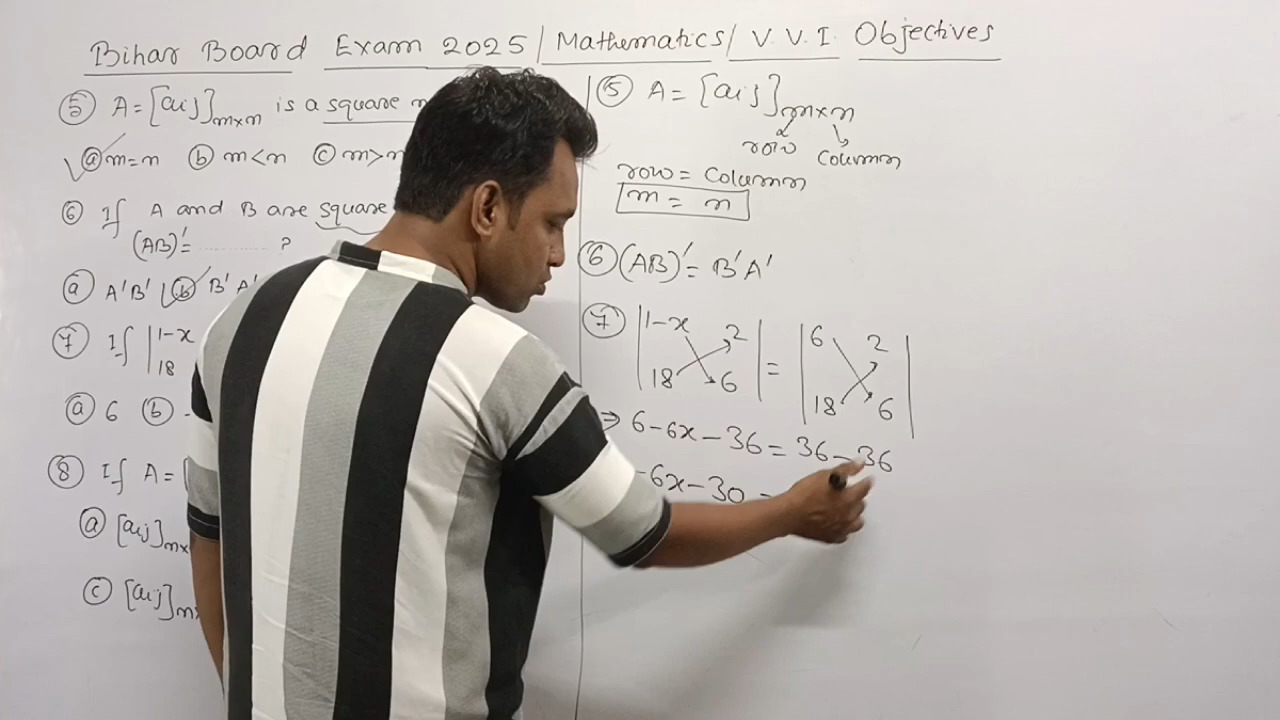 Bihar Board Exam 2025 / Mathematics / V.V.I. Objectives
⑤ A = [aij]m×n is a square
ⓐ m=n ⓑ m<n ⓒ m>n
⑥ If A and B are square
(AB)' = ............ ?
ⓐ A'B' ⓑ B'A'
⑦ If |1-x
18
ⓐ 6 ⓑ -
⑧ If A = [
ⓐ [aij]m×
ⓒ [aij]m×
⑤ A = [aij]m×n
row column
row = column
m = n
⑥ (AB)' = B'A'
⑦ |1-x 2| = |6 2|
|18 6| |18 6|
⇒ 6-6x-36 = 36-36
-6x-30 =